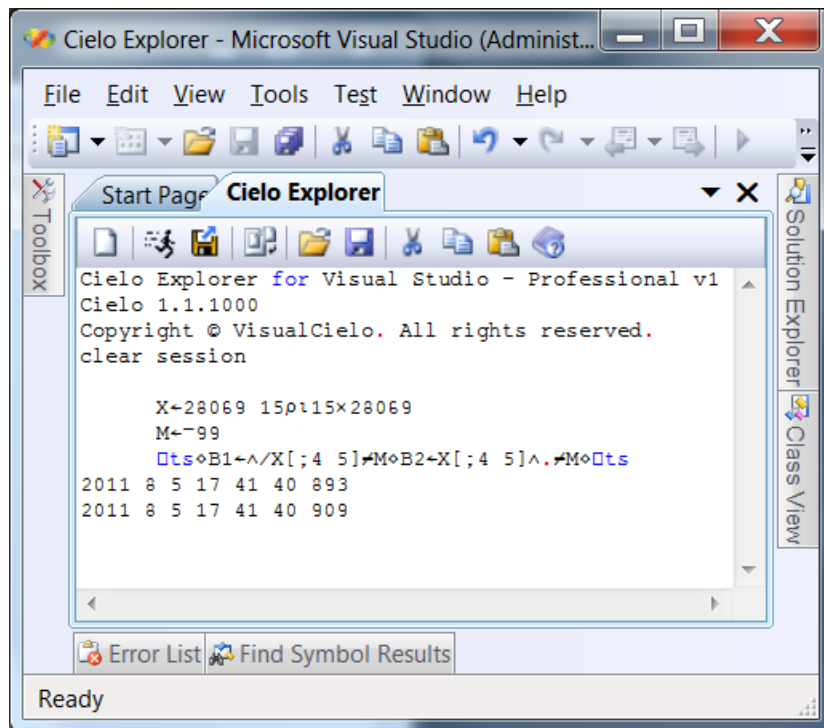 Cielo Explorer - Microsoft Visual Studio (Administ...
File Edit View Tools Test Window Help
Toolbox
Start Page Cielo Explorer
Cielo Explorer for Visual Studio - Professional v1
Cielo 1.1.1000
Copyright © VisualCielo. All rights reserved.
clear session
X←28069 15⍴⍳15×28069
M←¯99
⎕ts⋄B1←∧/X[;4 5]≠M⋄B2←X[;4 5]∧.≠M⋄⎕ts
2011 8 5 17 41 40 893
2011 8 5 17 41 40 909
Solution Explorer
Class View
Error List Find Symbol Results
Ready